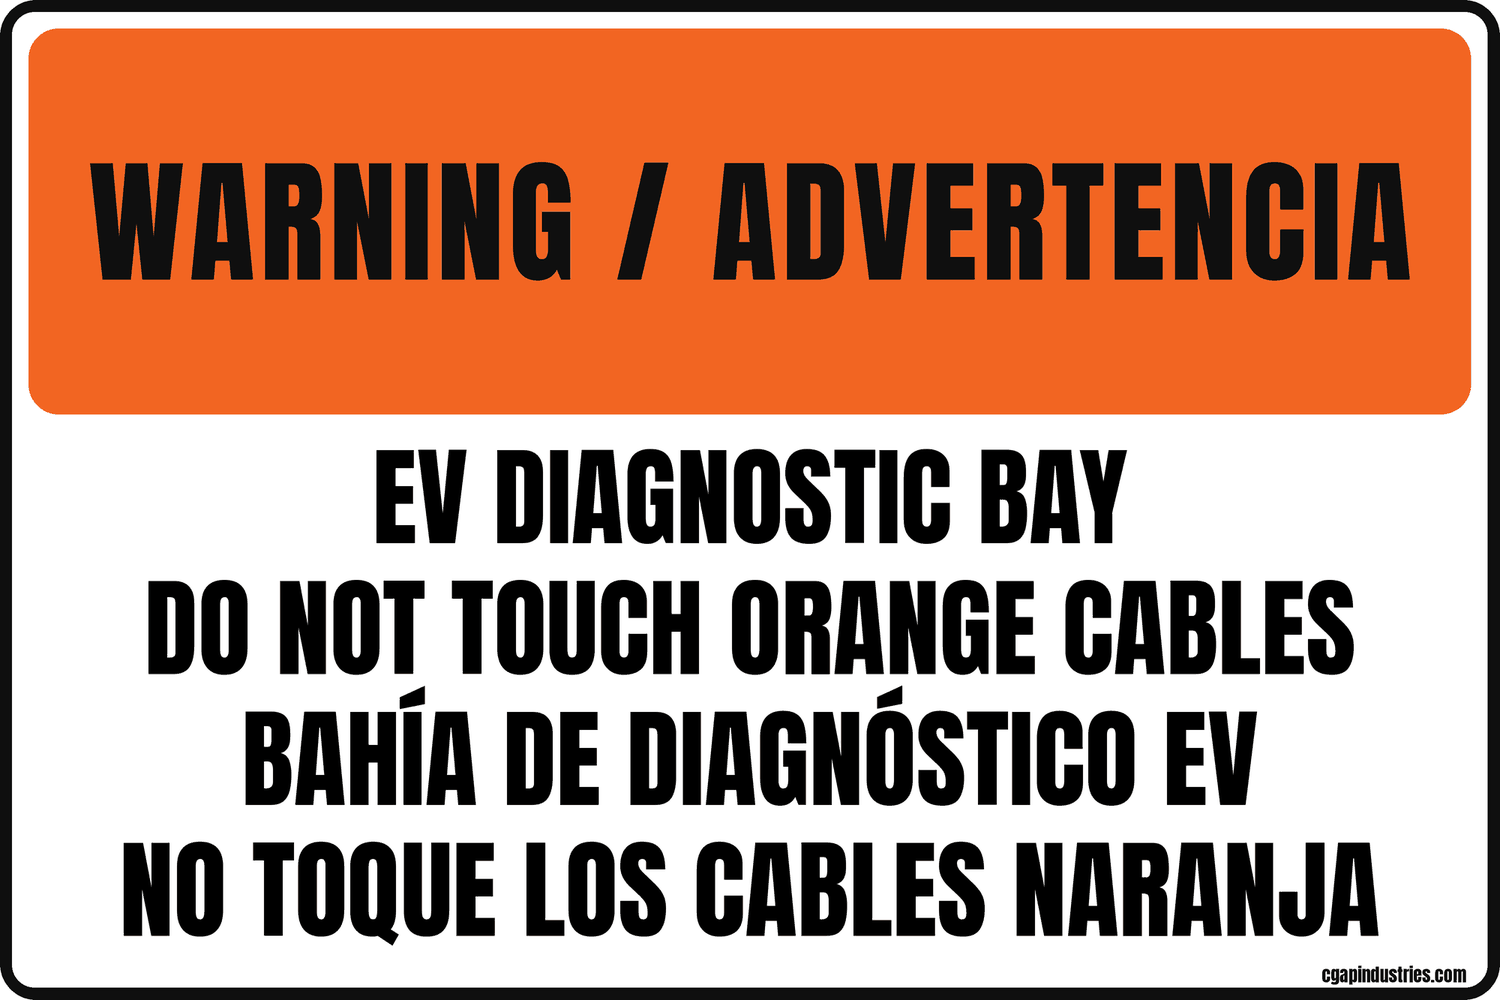 WARNING / ADVERTENCIA
EV DIAGNOSTIC BAY
DO NOT TOUCH ORANGE CABLES
BAHÍA DE DIAGNÓSTICO EV
NO TOQUE LOS CABLES NARANJA
cgapindustries.com